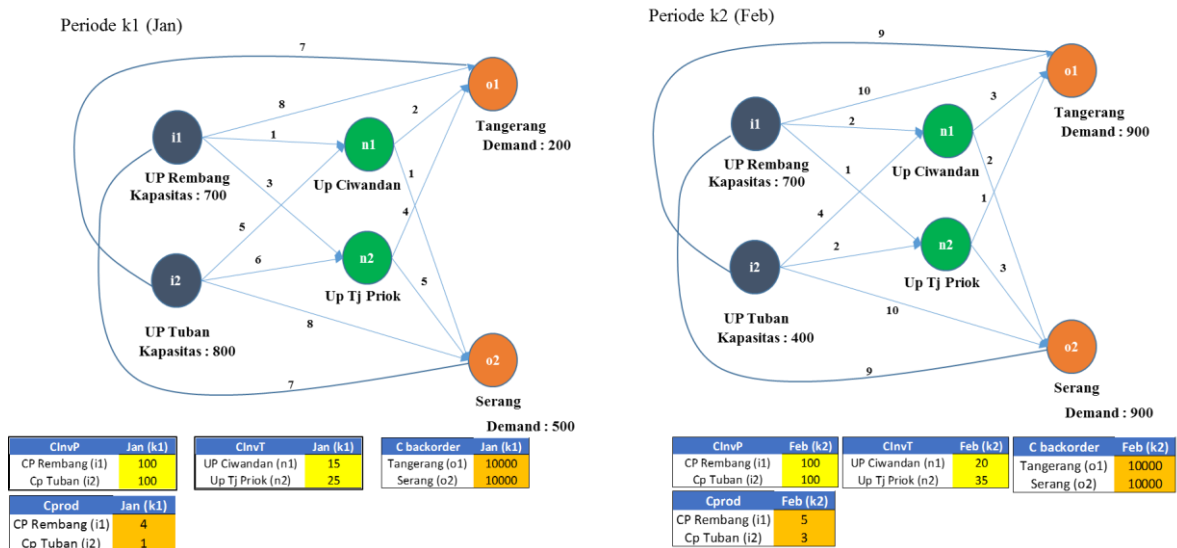 Periode k1 (Jan)
7
8
1
3
5
6
8
7
2
1
4
5
i1
UP Rembang
Kapasitas : 700
i2
UP Tuban
Kapasitas : 800
n1
Up Ciwandan
n2
Up Tj Priok
o1
Tangerang
Demand : 200
o2
Serang
Demand : 500
CInvP Jan (k1)
CP Rembang (i1) 100
Cp Tuban (i2) 100
CInvT Jan (k1)
UP Ciwandan (n1) 15
Up Tj Priok (n2) 25
C backorder Jan (k1)
Tangerang (o1) 10000
Serang (o2) 10000
Cprod Jan (k1)
CP Rembang (i1) 4
Cp Tuban (i2) 1
Periode k2 (Feb)
9
10
2
1
4
2
10
9
3
2
1
3
i1
UP Rembang
Kapasitas : 700
i2
UP Tuban
Kapasitas : 400
n1
Up Ciwandan
n2
Up Tj Priok
o1
Tangerang
Demand : 900
o2
Serang
Demand : 900
CInvP Feb (k2)
CP Rembang (i1) 100
Cp Tuban (i2) 100
CInvT Feb (k2)
UP Ciwandan (n1) 20
Up Tj Priok (n2) 35
C backorder Feb (k2)
Tangerang (o1) 10000
Serang (o2) 10000
Cprod Feb (k2)
CP Rembang (i1) 5
Cp Tuban (i2) 3